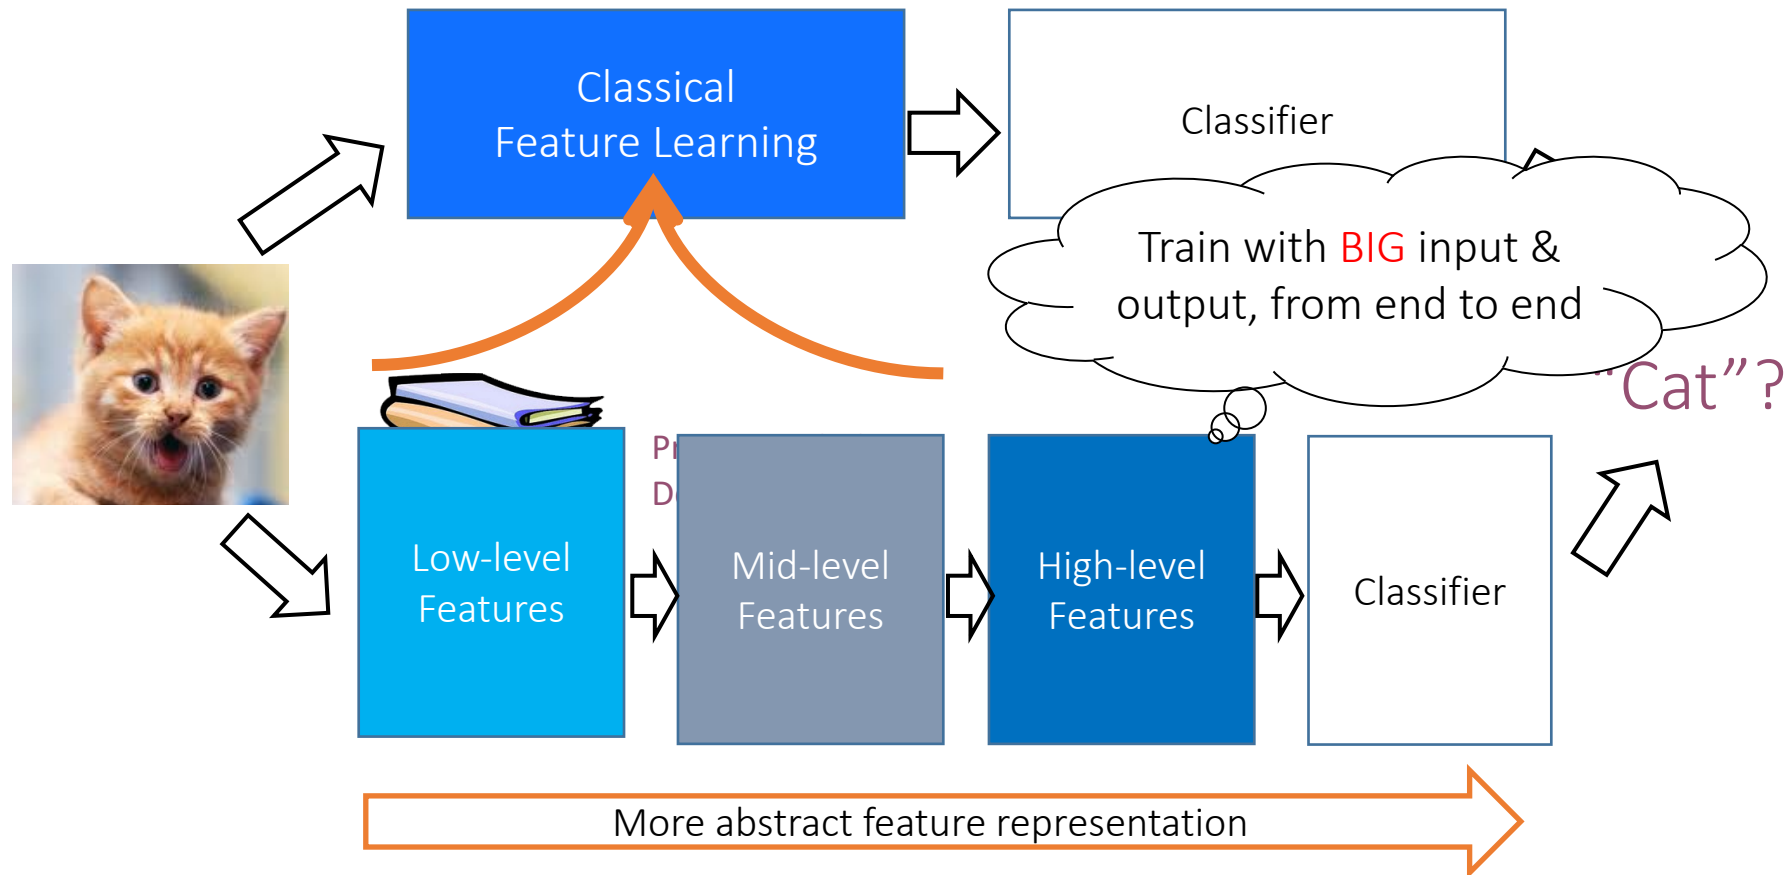 Classical
Feature Learning
Classifier
Train with BIG input &
output, from end to end
“Cat”?
Low-level
Features
Mid-level
Features
High-level
Features
Classifier
More abstract feature representation